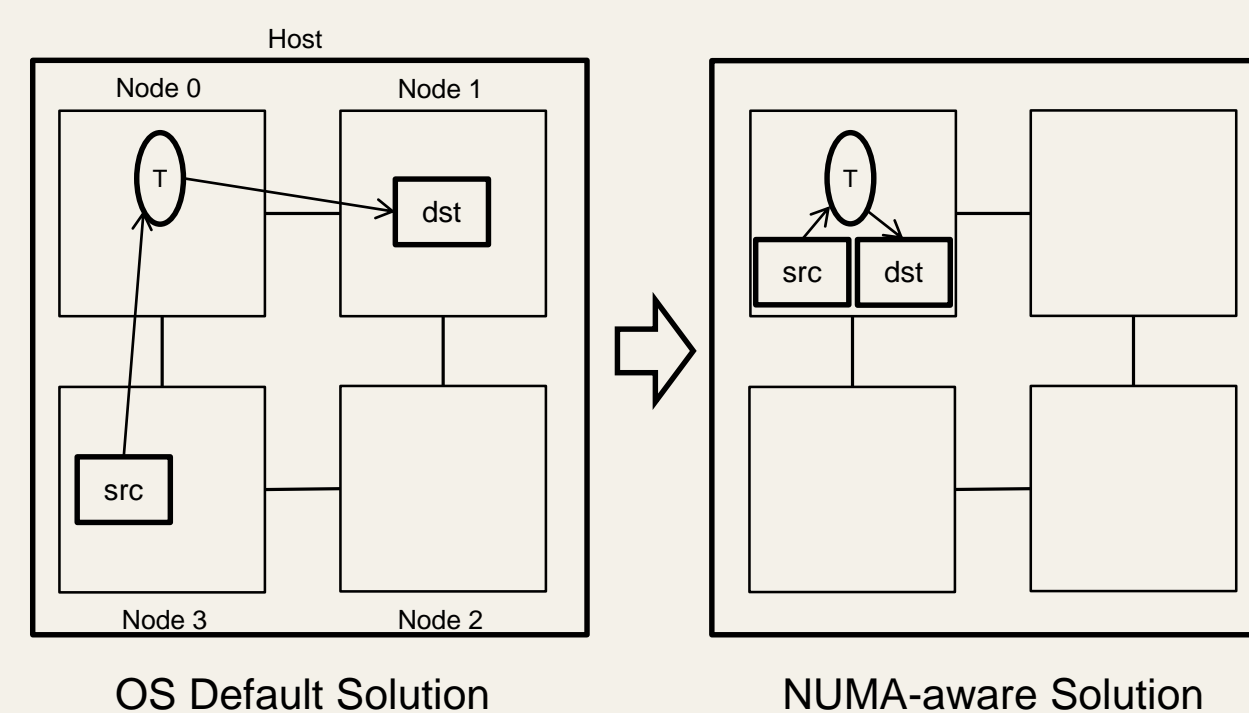 Host
Node 0
Node 1
T
dst
src
Node 3
Node 2
T
src
dst
OS Default Solution
NUMA-aware Solution